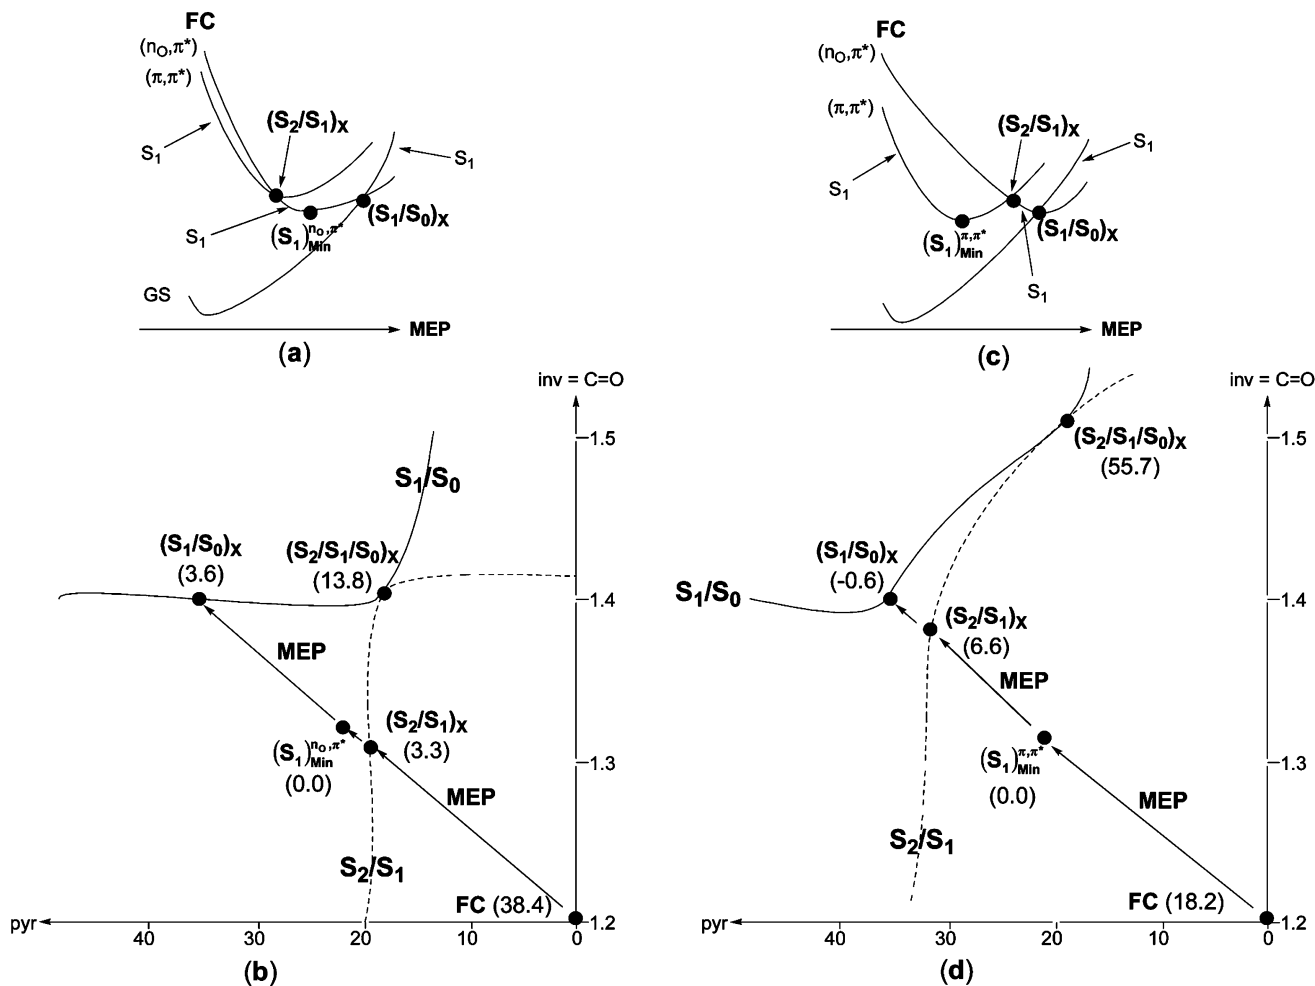 FC
(nO,π*)
(π,π*)
(S2/S1)X
S1
S1
S1
(S1)Min nO,π*
(S1/S0)X
GS
MEP
(a)
FC
(nO,π*)
(π,π*)
(S2/S1)X
S1
S1
(S1)Min π,π*
(S1/S0)X
S1
MEP
(c)
inv = C=O
1.5
S1/S0
(S1/S0)X
(3.6)
(S2/S1/S0)X
(13.8)
1.4
MEP
(S2/S1)X
(3.3)
(S1)Min nO,π*
(0.0)
1.3
MEP
S2/S1
FC (38.4)
pyr
1.2
40 30 20 10 0
(b)
inv = C=O
1.5
(S2/S1/S0)X
(55.7)
(S1/S0)X
(-0.6)
S1/S0
1.4
(S2/S1)X
(6.6)
MEP
(S1)Min π,π*
(0.0)
1.3
MEP
S2/S1
FC (18.2)
pyr
1.2
40 30 20 10 0
(d)